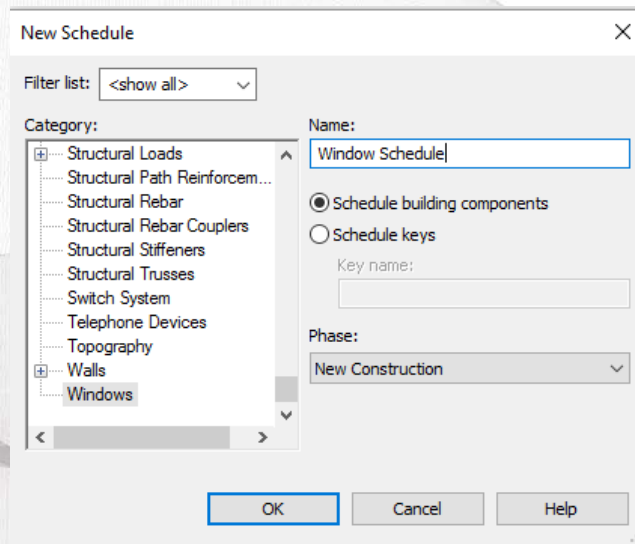 New Schedule
Filter list: <show all>
Category:
Structural Loads
Structural Path Reinforcem...
Structural Rebar
Structural Rebar Couplers
Structural Stiffeners
Structural Trusses
Switch System
Telephone Devices
Topography
Walls
Windows
Name:
Window Schedule
Schedule building components
Schedule keys
Key name:
Phase:
New Construction
OK Cancel Help